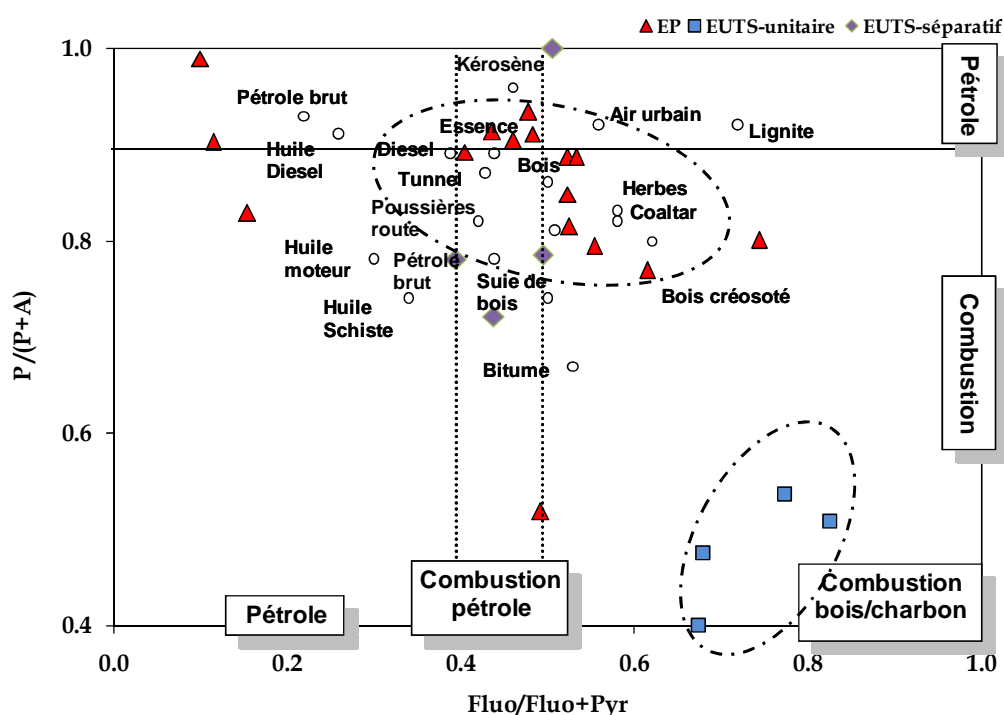 EP EUTS-unitaire EUTS-séparatif
1.0
Kérosène
Pétrole
Pétrole brut
Essence
Air urbain
Lignite
Huile
Diesel
Diesel
Bois
Tunnel
Herbes
Coaltar
Poussières
route
0.8
Huile
moteur
Pétrole
brut
Suie de
bois
Bois créosoté
Huile
Schiste
Combustion
P /(P+A)
Bitume
0.6
Combustion
pétrole
Combustion
bois/charbon
Pétrole
0.4
0.0 0.2 0.4 0.6 0.8 1.0
Fluo/Fluo+Pyr